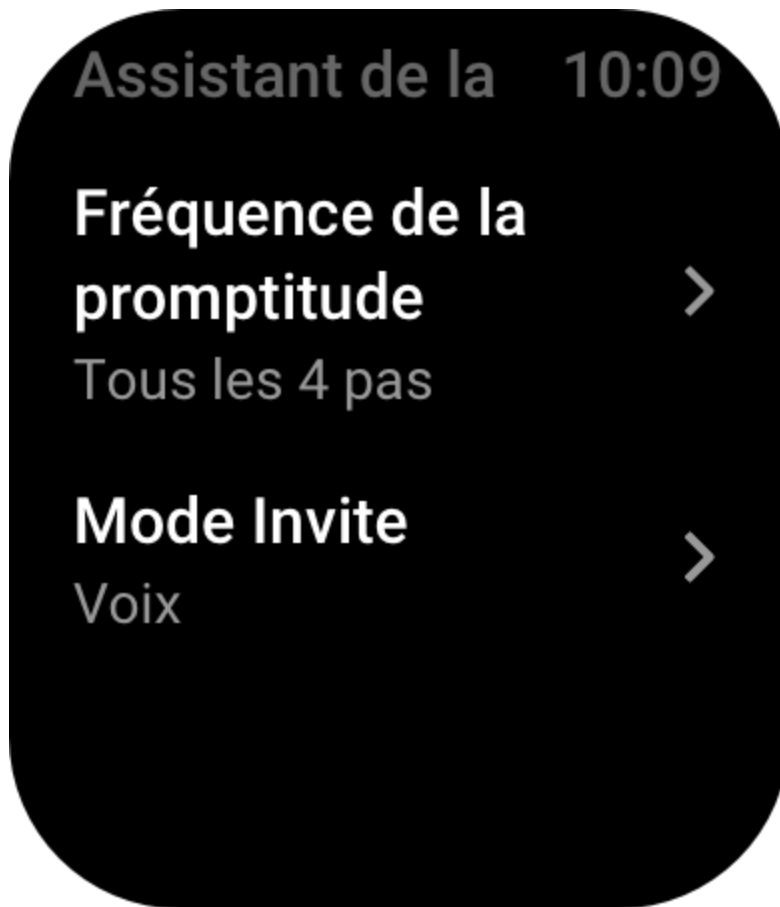 Assistant de la 10:09
Fréquence de la
promptitude
Tous les 4 pas
Mode Invite
Voix